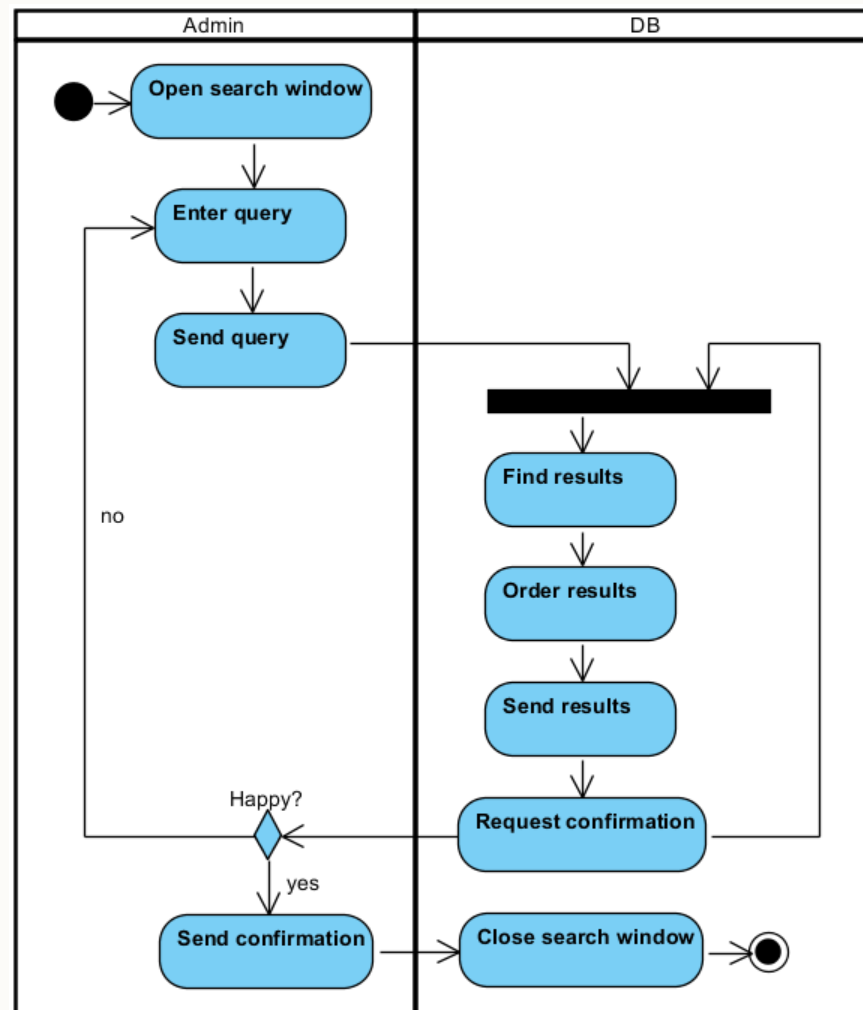 Admin
DB
Open search window
Enter query
Send query
Find results
no
Order results
Send results
Happy?
Request confirmation
yes
Send confirmation
Close search window